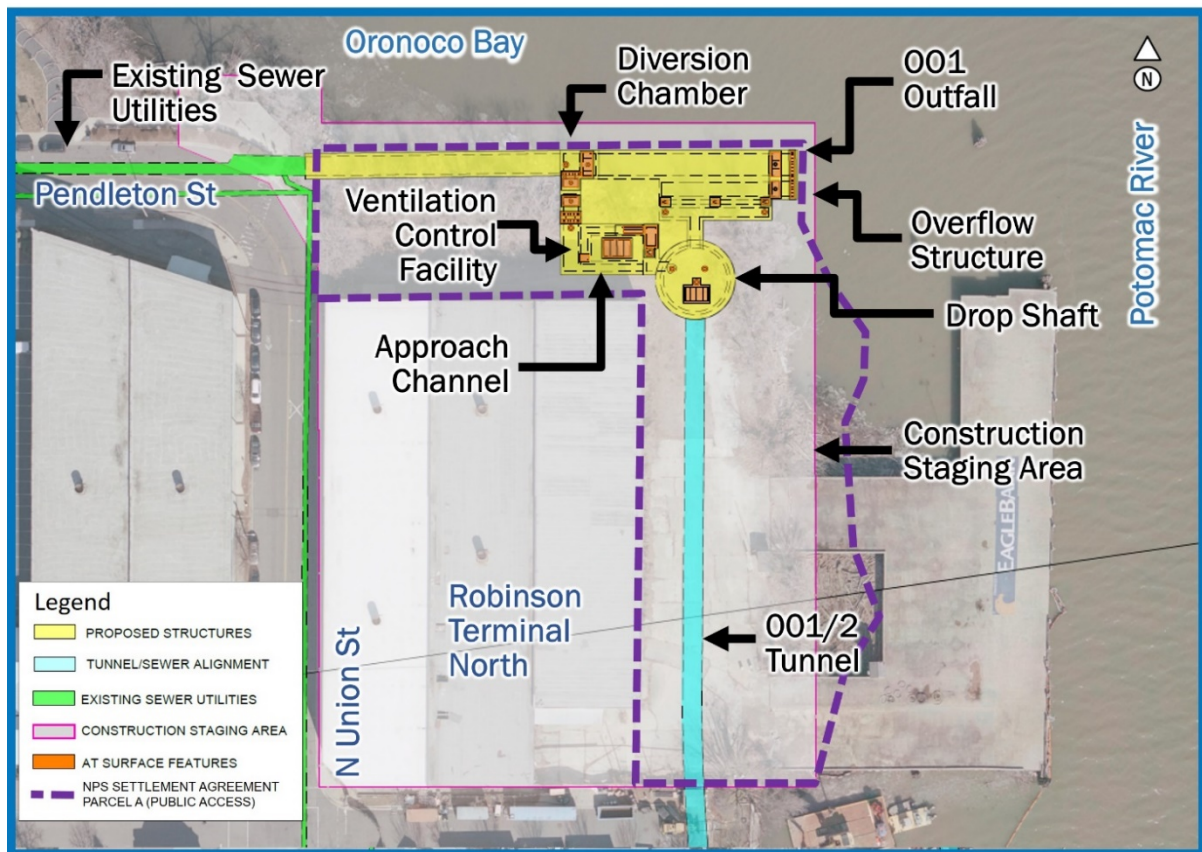 Oronoco Bay
Existing Sewer
Utilities
Diversion
Chamber
001
Outfall
N
Pendleton St
Ventilation
Control
Facility
Overflow
Structure
Potomac River
Drop Shaft
Approach
Channel
Construction
Staging Area
EAGLEBANK
Robinson
Terminal
North
001/2
Tunnel
N Union St
Legend
PROPOSED STRUCTURES
TUNNEL/SEWER ALIGNMENT
EXISTING SEWER UTILITIES
CONSTRUCTION STAGING AREA
AT SURFACE FEATURES
NPS SETTLEMENT AGREEMENT
PARCEL A (PUBLIC ACCESS)